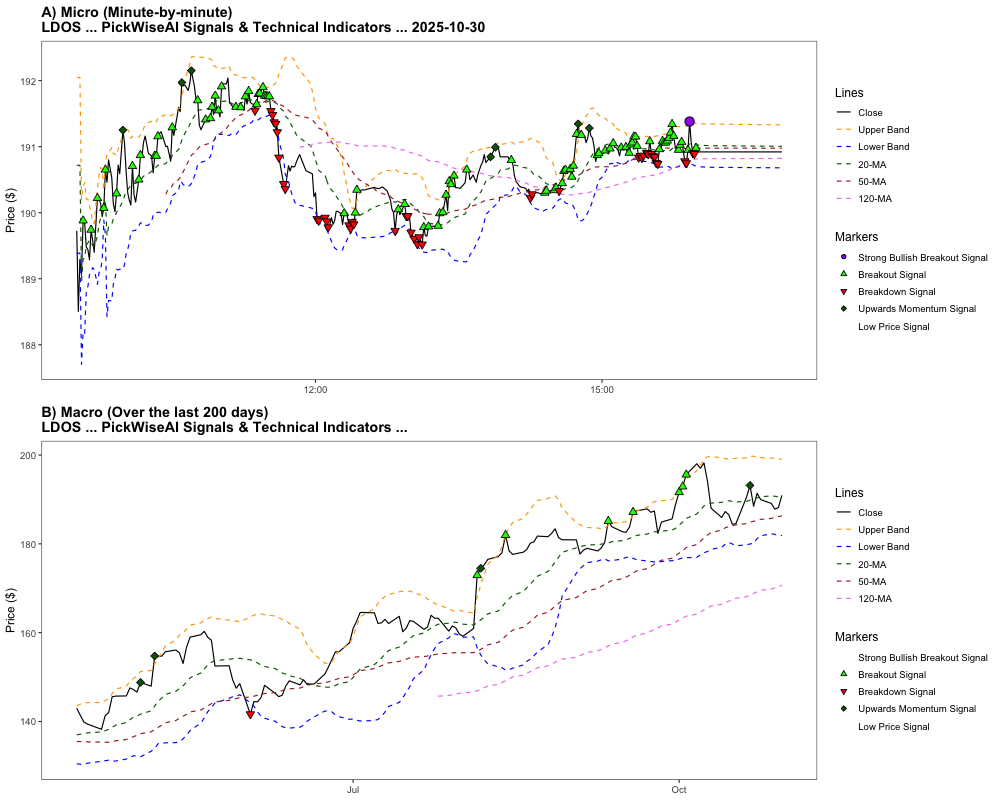 A) Micro (Minute-by-minute)
LDOS ... PickWiseAI Signals & Technical Indicators ... 2025-10-30
Price ($)
192
191
190
189
188
12:00
15:00
Lines
Close
Upper Band
Lower Band
20-MA
50-MA
120-MA
Markers
Strong Bullish Breakout Signal
Breakout Signal
Breakdown Signal
Upwards Momentum Signal
Low Price Signal
B) Macro (Over the last 200 days)
LDOS ... PickWiseAI Signals & Technical Indicators ...
Price ($)
200
180
160
140
Jul
Oct
Lines
Close
Upper Band
Lower Band
20-MA
50-MA
120-MA
Markers
Strong Bullish Breakout Signal
Breakout Signal
Breakdown Signal
Upwards Momentum Signal
Low Price Signal